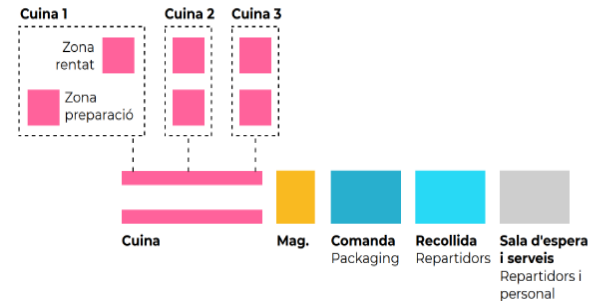 Cuina 1
Cuina 2
Cuina 3
Zona
rentat
Zona
preparació
Cuina
Mag.
Comanda
Packaging
Recollida
Repartidors
Sala d'espera
i serveis
Repartidors i
personal